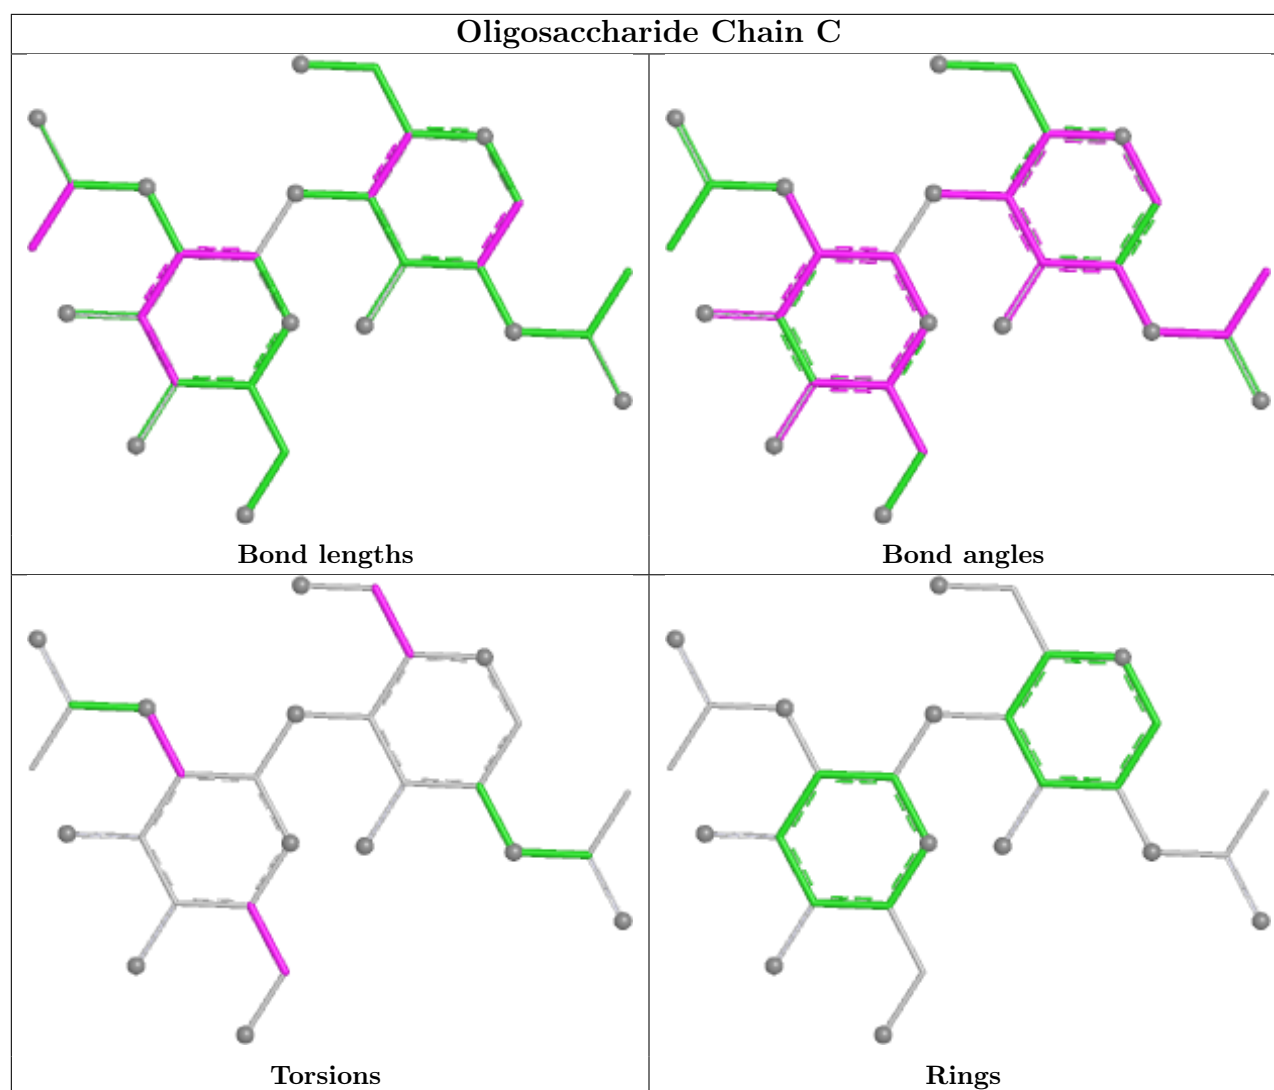 Oligosaccharide Chain C
Bond lengths
Bond angles
Torsions
Rings